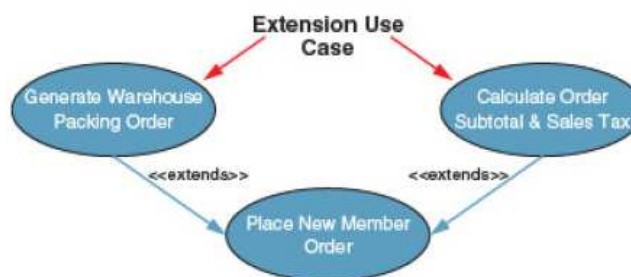 Extension Use
Case
Generate Warehouse
Packing Order
Calculate Order
Subtotal & Sales Tax
<<extends>>
<<extends>>
Place New Member
Order